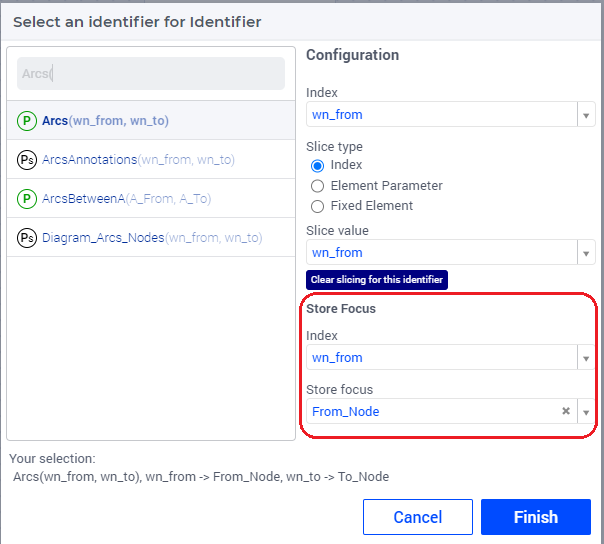 Select an identifier for Identifier
Arcs(
P Arcs(wn_from, wn_to)
Ps ArcsAnnotations(wn_from, wn_to)
P ArcsBetweenA(A_From, A_To)
Ps Diagram_Arcs_Nodes(wn_from, wn_to)
Configuration
Index
wn_from
Slice type
Index
Element Parameter
Fixed Element
Slice value
wn_from
Clear slicing for this identifier
Store Focus
Index
wn_from
Store focus
From_Node
Your selection:
Arcs(wn_from, wn_to), wn_from -> From_Node, wn_to -> To_Node
Cancel
Finish